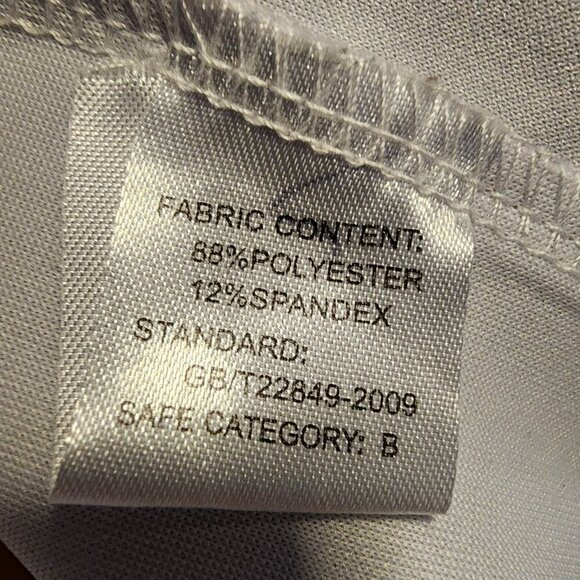 FABRIC CONTENT:
88%POLYESTER
12%SPANDEX
STANDARD:
GB/T22849-2009
SAFE CATEGORY: B